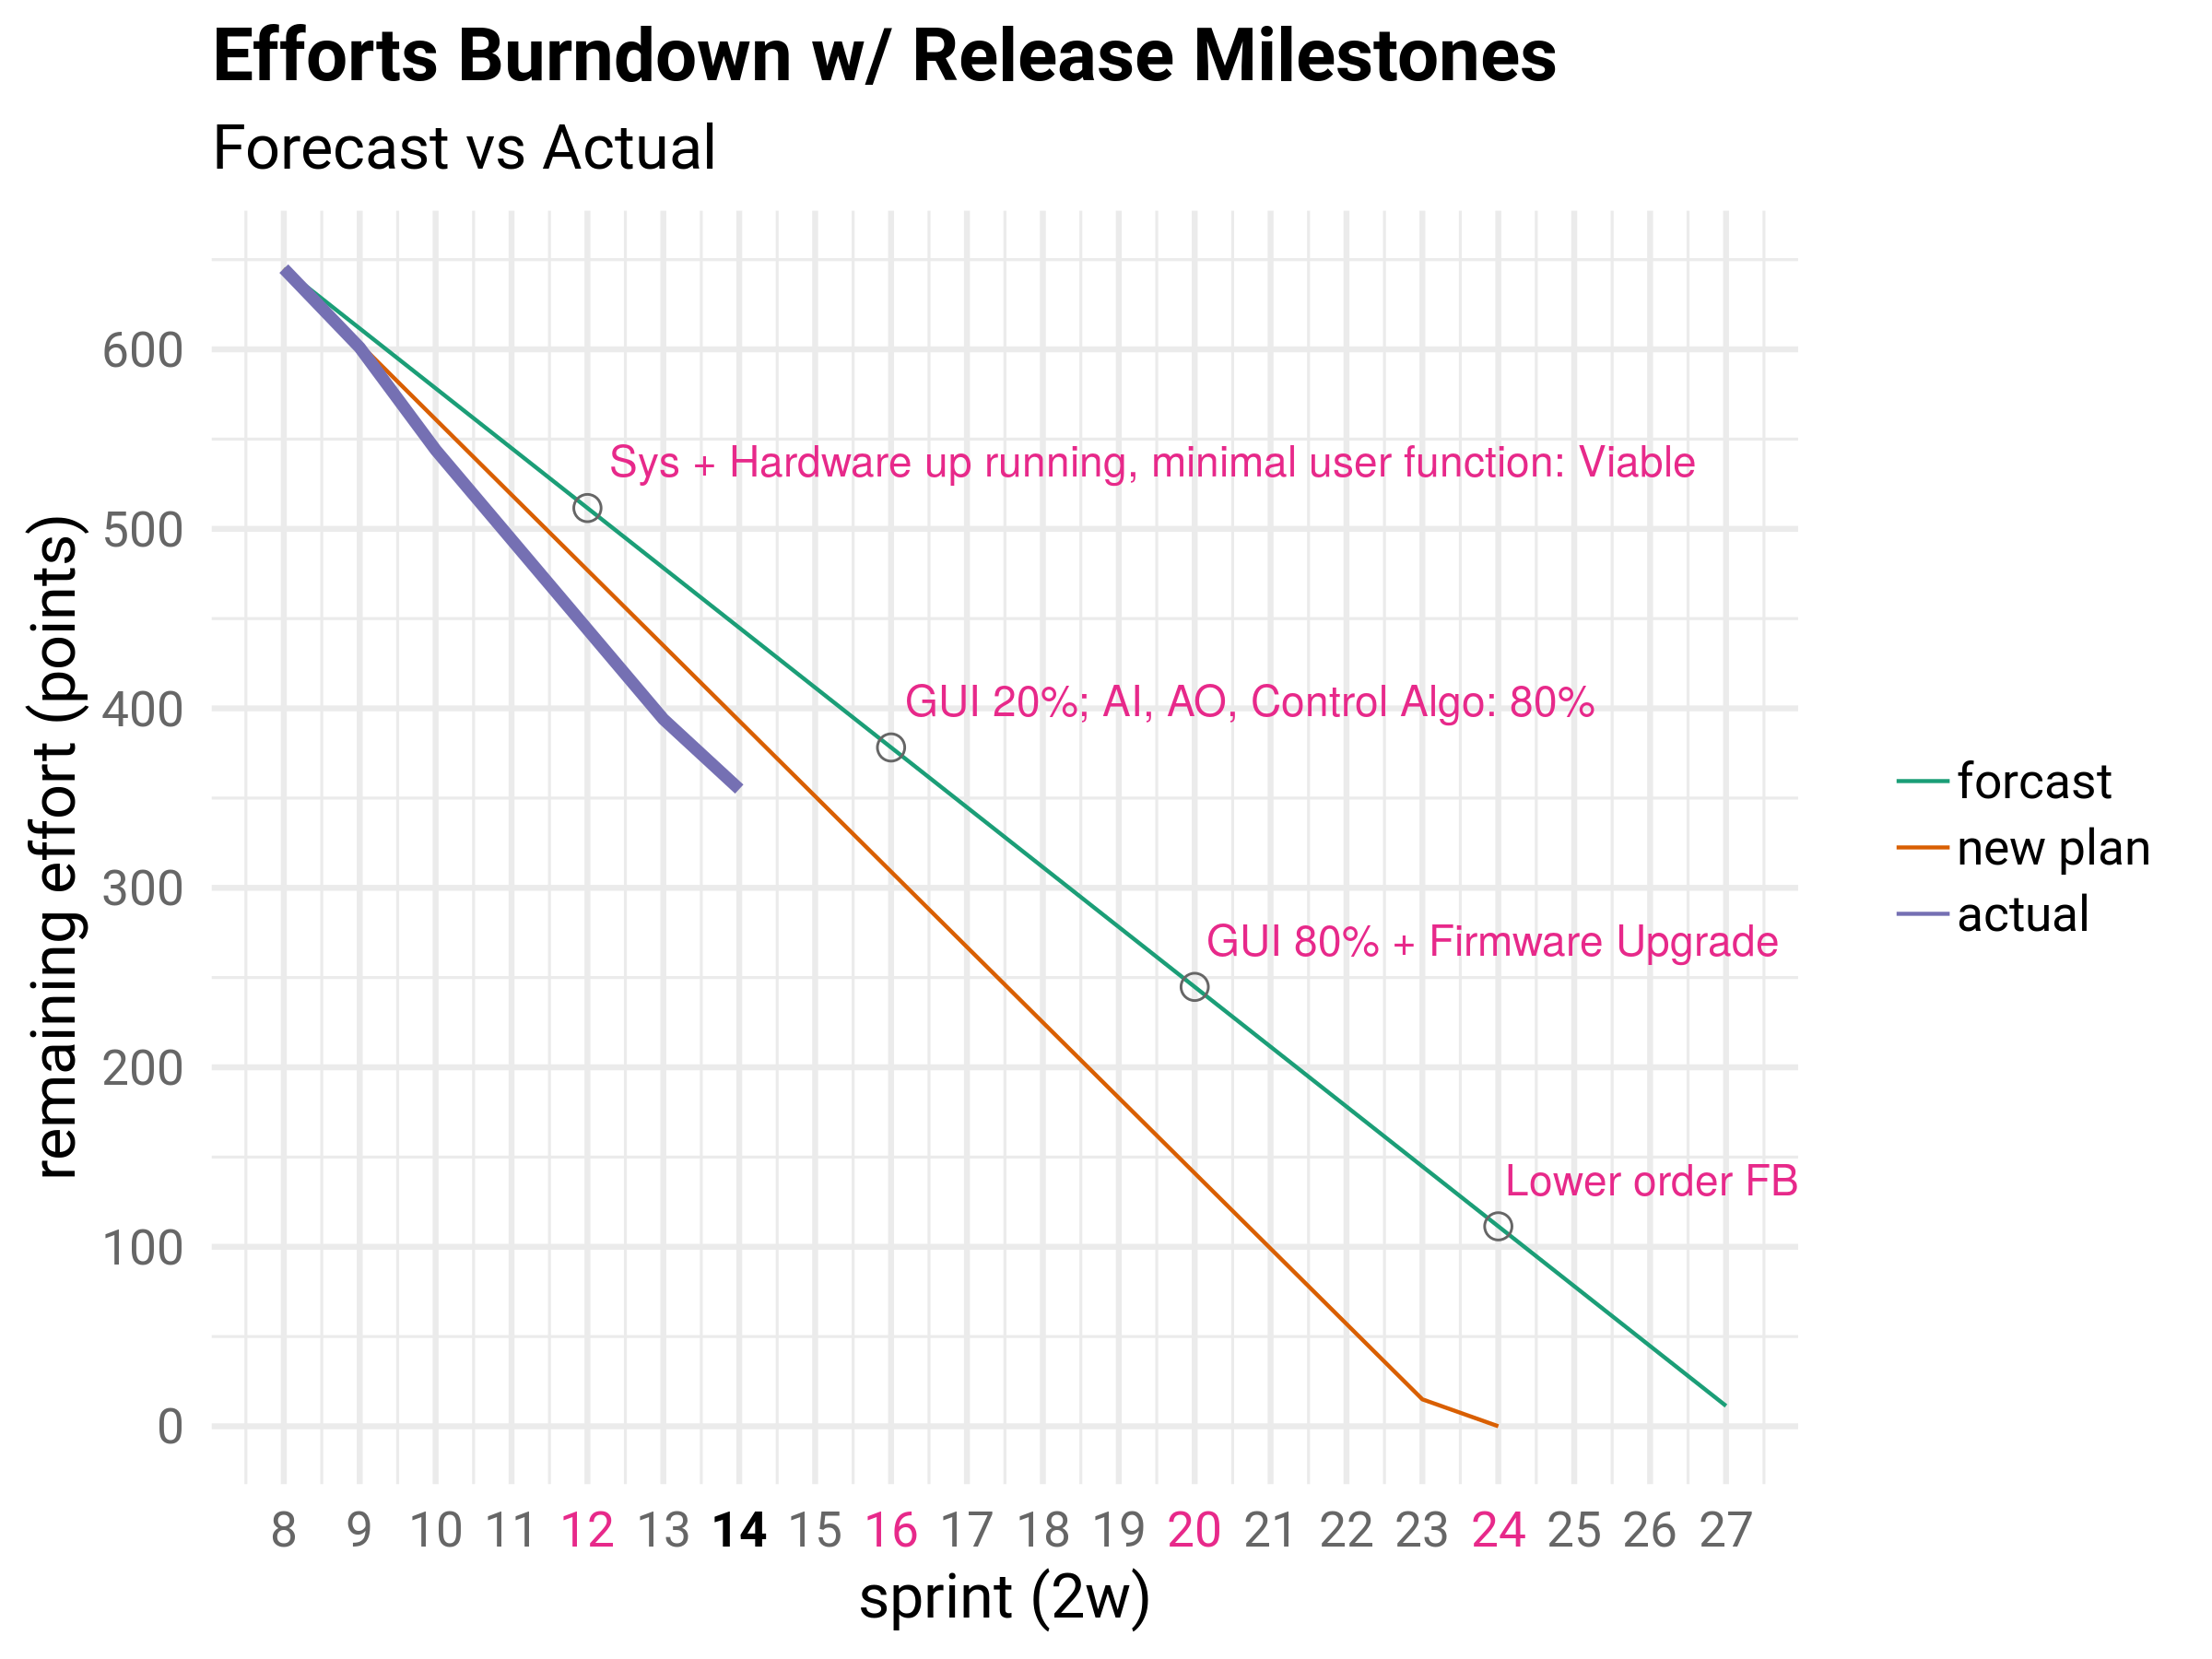 Efforts Burndown w/ Release Milestones
Forecast vs Actual
remaining effort (points)
600
500
400
300
200
100
0
Sys + Hardware up running, minimal user function: Viable
GUI 20%; AI, AO, Control Algo: 80%
GUI 80% + Firmware Upgrade
Lower order FB
8 9 10 11 12 13 14 15 16 17 18 19 20 21 22 23 24 25 26 27
sprint (2w)
forcast
new plan
actual